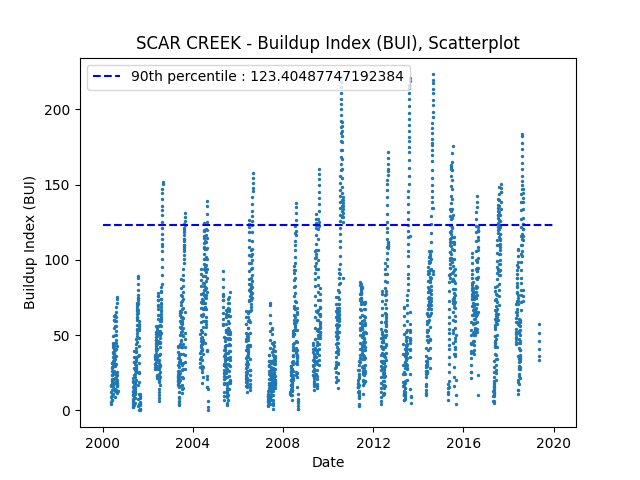 SCAR CREEK - Buildup Index (BUI), Scatterplot
90th percentile : 123.40487747192384
200
150
100
50
0
Buildup Index (BUI)
2000 2004 2008 2012 2016 2020
Date